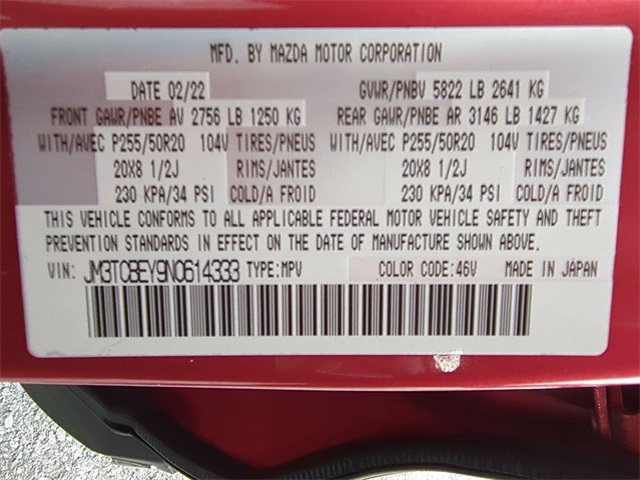 MFD. BY MAZDA MOTOR CORPORATION
DATE 02/22 GVWR/PNBV 5822 LB 2641 KG
FRONT GAWR/PNBE AV 2756 LB 1250 KG REAR GAWR/PNBE AR 3146 LB 1427 KG
WITH/AVEC P255/50R20 104V TIRES/PNEUS WITH/AVEC P255/50R20 104V TIRES/PNEUS
20X8 1/2J RIMS/JANTES 20X8 1/2J RIMS/JANTES
230 KPA/34 PSI COLD/A FROID 230 KPA/34 PSI COLD/A FROID
THIS VEHICLE CONFORMS TO ALL APPLICABLE FEDERAL MOTOR VEHICLE SAFETY AND THEFT
PREVENTION STANDARDS IN EFFECT ON THE DATE OF MANUFACTURE SHOWN ABOVE.
VIN: JM3TCBEY9N0614333 TYPE:MPV COLOR CODE:46V MADE IN JAPAN